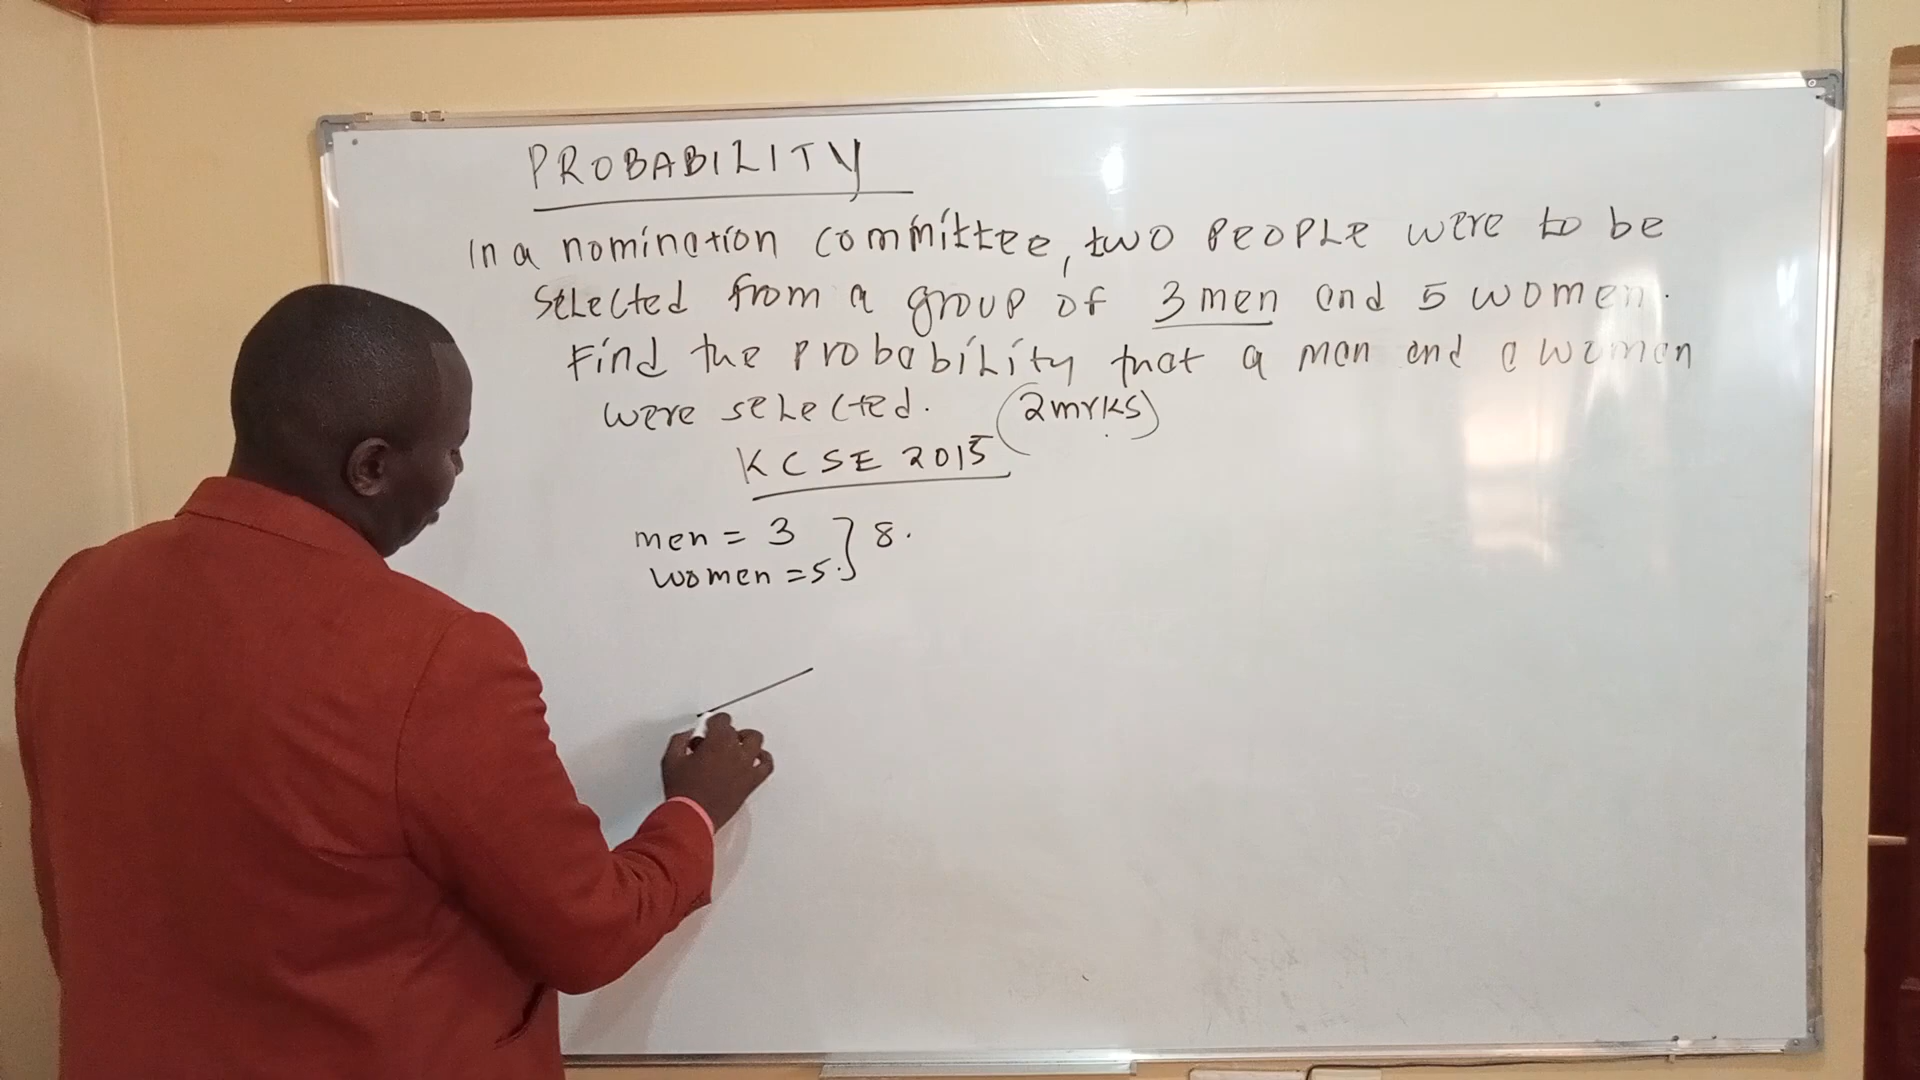 PROBABILITY
In a nomination committee, two PEOPLE were to be
selected from a group of 3 men and 5 women.
Find the probability that a man and a woman
were selected. (2mrks)
KCSE 2015
men = 3 } 8.
women = 5.